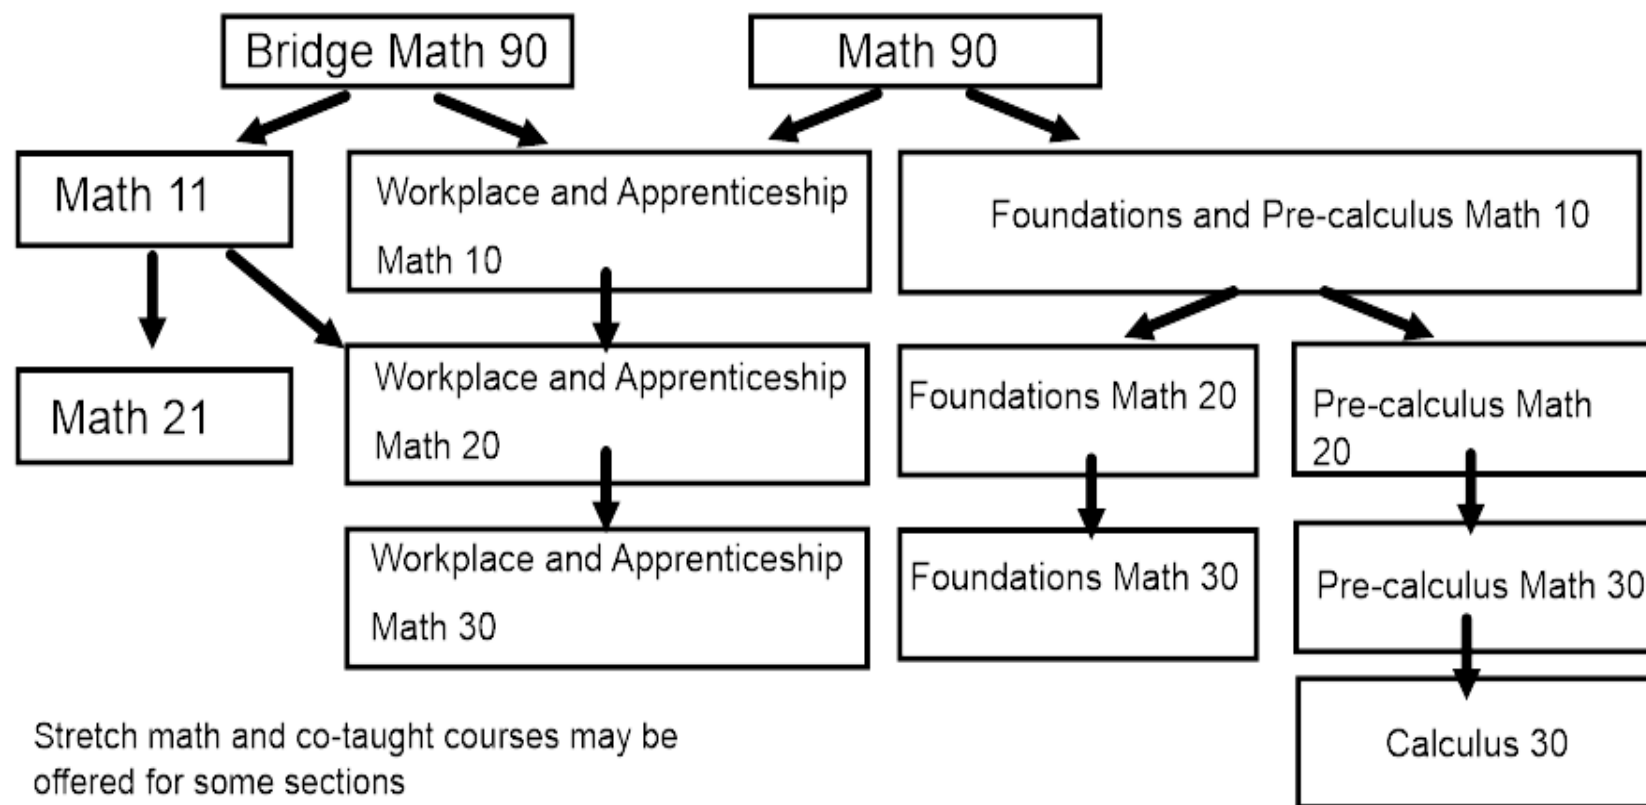 Bridge Math 90
Math 90
Math 11
Workplace and Apprenticeship
Math 10
Foundations and Pre-calculus Math 10
Math 21
Workplace and Apprenticeship
Math 20
Foundations Math 20
Pre-calculus Math
20
Workplace and Apprenticeship
Math 30
Foundations Math 30
Pre-calculus Math 30
Calculus 30
Stretch math and co-taught courses may be
offered for some sections